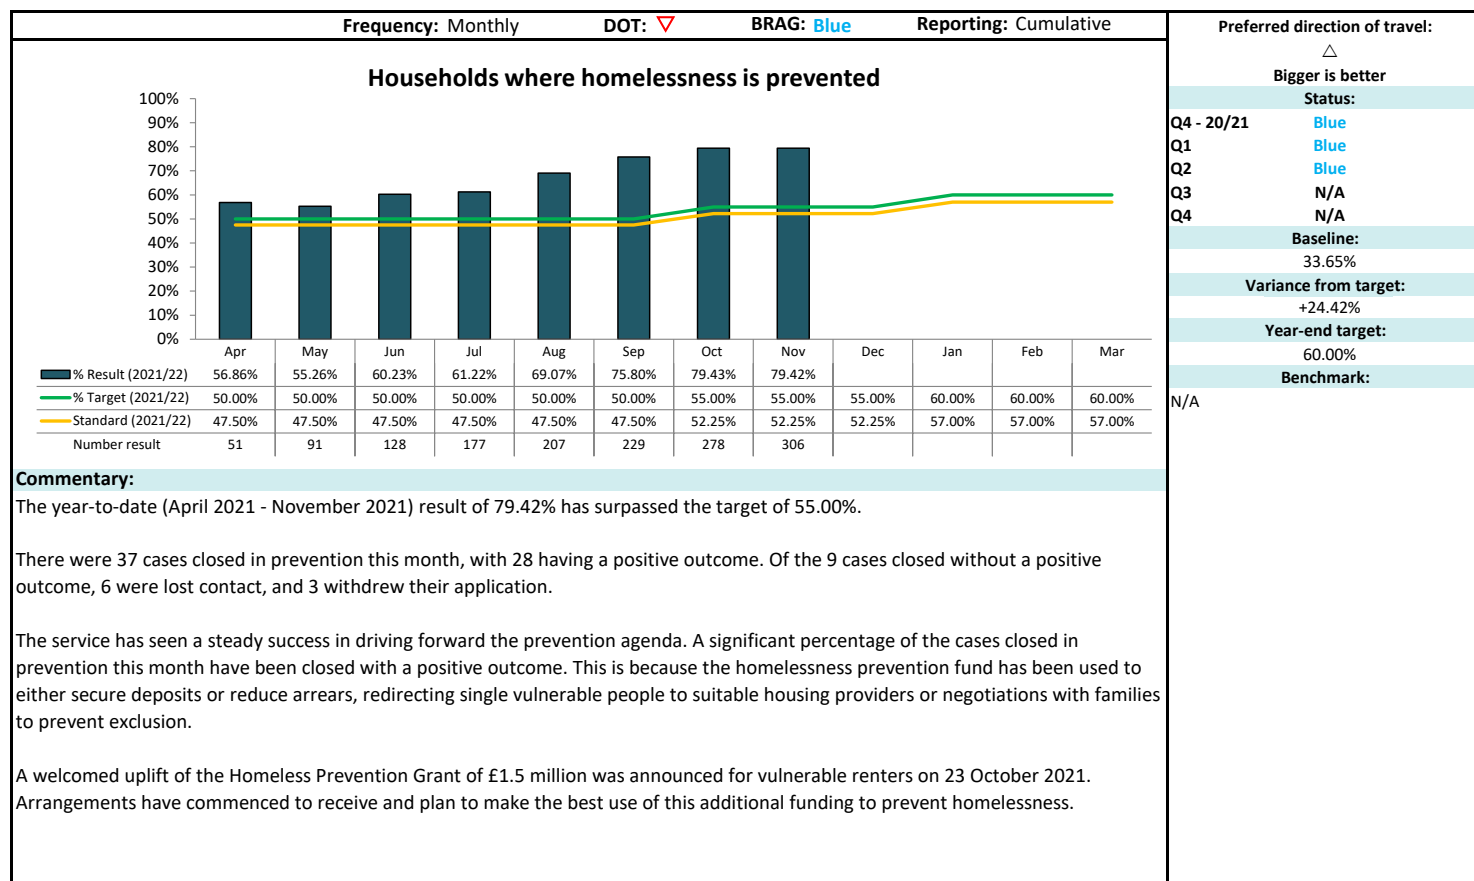 Frequency: Monthly DOT: ▽ BRAG: Blue Reporting: Cumulative
Households where homelessness is prevented
100%
90%
80%
70%
60%
50%
40%
30%
20%
10%
0%
Apr May Jun Jul Aug Sep Oct Nov Dec Jan Feb Mar
% Result (2021/22) 56.86% 55.26% 60.23% 61.22% 69.07% 75.80% 79.43% 79.42%
% Target (2021/22) 50.00% 50.00% 50.00% 50.00% 50.00% 50.00% 55.00% 55.00% 55.00% 60.00% 60.00% 60.00%
Standard (2021/22) 47.50% 47.50% 47.50% 47.50% 47.50% 47.50% 52.25% 52.25% 52.25% 57.00% 57.00% 57.00%
Number result 51 91 128 177 207 229 278 306
Commentary:
The year-to-date (April 2021 - November 2021) result of 79.42% has surpassed the target of 55.00%.
There were 37 cases closed in prevention this month, with 28 having a positive outcome. Of the 9 cases closed without a positive
outcome, 6 were lost contact, and 3 withdrew their application.
The service has seen a steady success in driving forward the prevention agenda. A significant percentage of the cases closed in
prevention this month have been closed with a positive outcome. This is because the homelessness prevention fund has been used to
either secure deposits or reduce arrears, redirecting single vulnerable people to suitable housing providers or negotiations with families
to prevent exclusion.
A welcomed uplift of the Homeless Prevention Grant of £1.5 million was announced for vulnerable renters on 23 October 2021.
Arrangements have commenced to receive and plan to make the best use of this additional funding to prevent homelessness.
Preferred direction of travel:
△
Bigger is better
Status:
Q4 - 20/21 Blue
Q1 Blue
Q2 Blue
Q3 N/A
Q4 N/A
Baseline:
33.65%
Variance from target:
+24.42%
Year-end target:
60.00%
Benchmark:
N/A